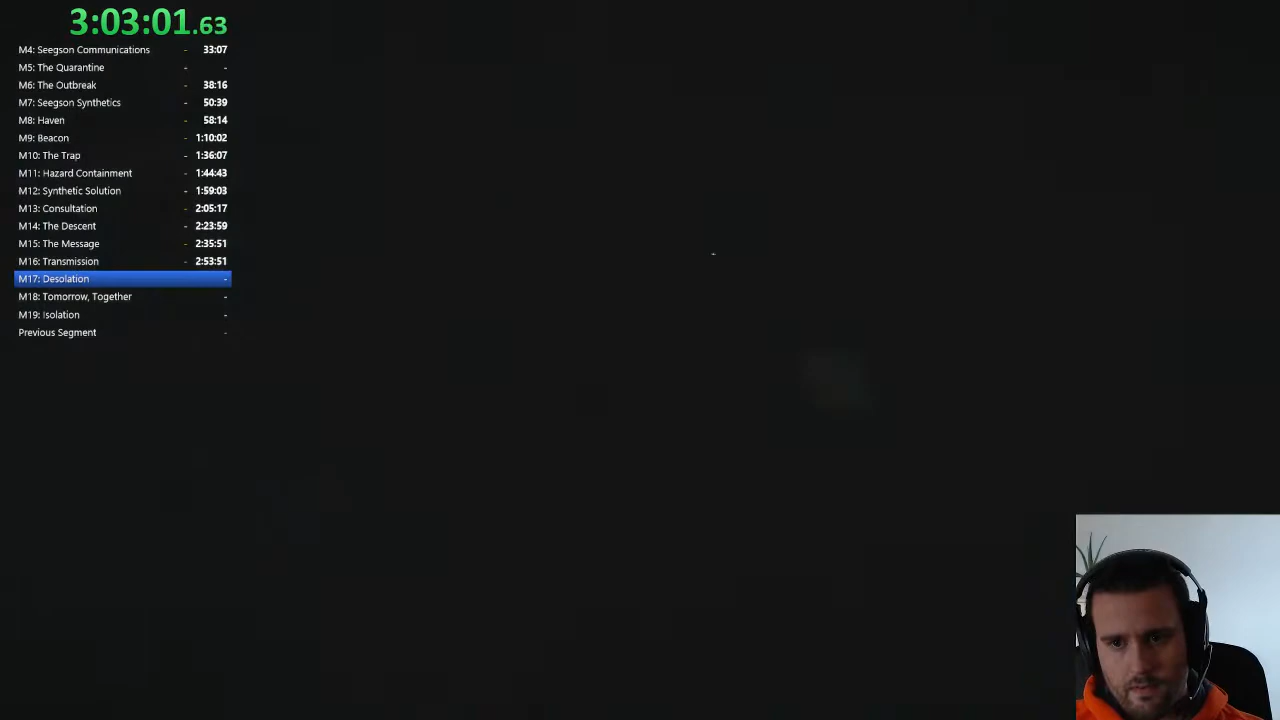 3:03:01.63
M4: Seegson Communications - 33:07
M5: The Quarantine - -
M6: The Outbreak - 38:16
M7: Seegson Synthetics - 50:39
M8: Haven - 58:14
M9: Beacon - 1:10:02
M10: The Trap - 1:36:07
M11: Hazard Containment - 1:44:43
M12: Synthetic Solution - 1:59:03
M13: Consultation - 2:05:17
M14: The Descent - 2:23:59
M15: The Message - 2:35:51
M16: Transmission - 2:53:51
M17: Desolation -
M18: Tomorrow, Together -
M19: Isolation -
Previous Segment -